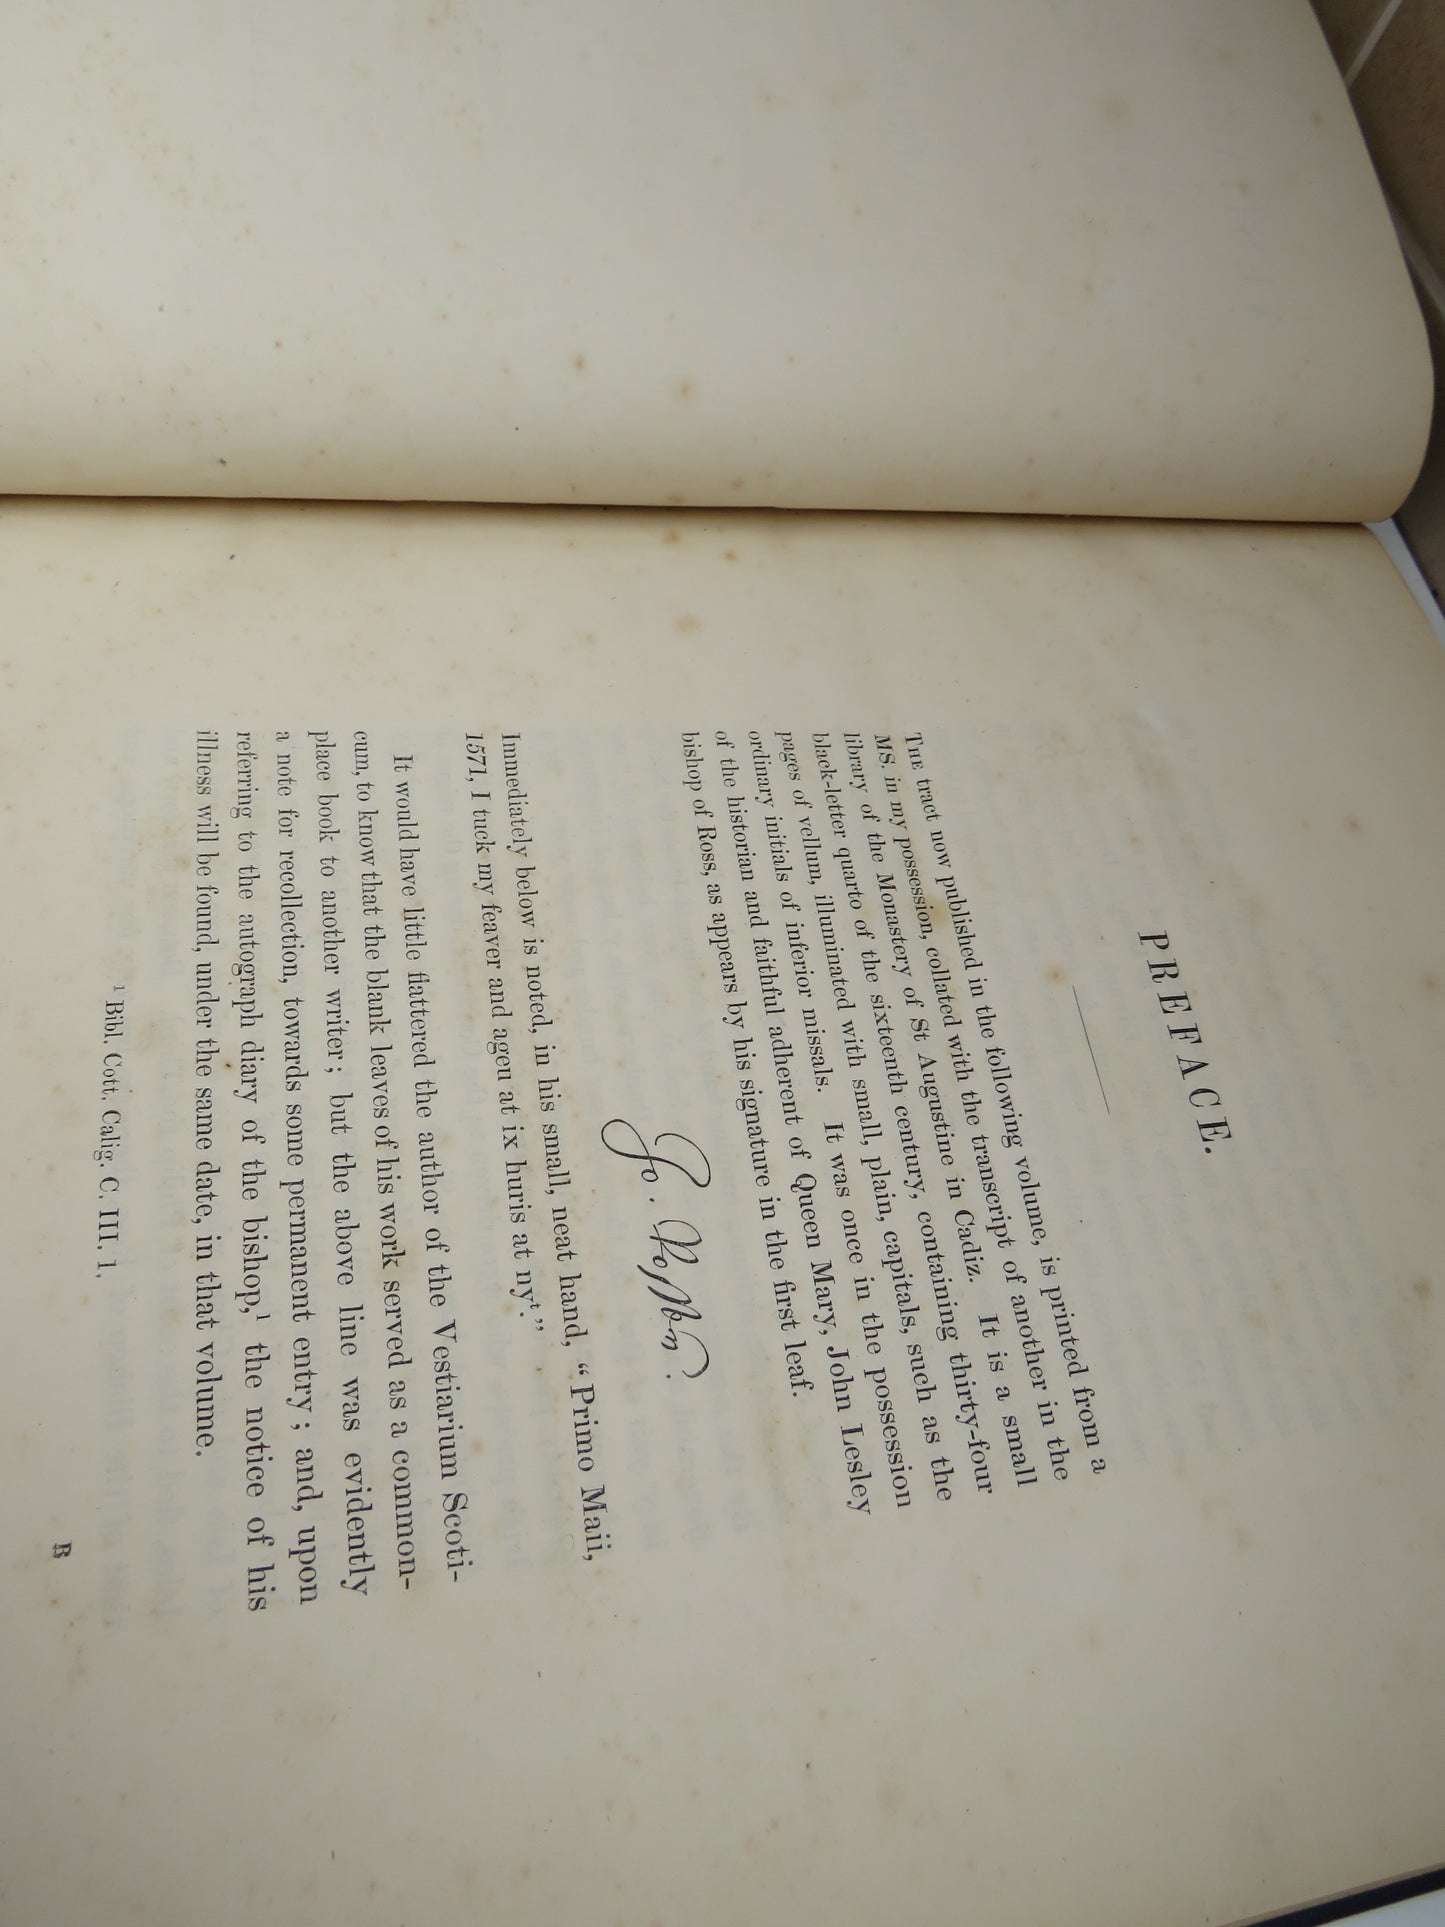 PREFACE.
THE tract now published in the following volume, is printed from a
MS. in my possession, collated with the transcript of another in the
library of the Monastery of St Augustine in Cadiz. It is a small
black-letter quarto of the sixteenth century, containing thirty-four
pages of vellum, illuminated with small, plain, capitals, such as the
ordinary initials of inferior missals. It was once in the possession
of the historian and faithful adherent of Queen Mary, John Lesley
bishop of Ross, as appears by his signature in the first leaf.
Jo.
Immediately below is noted, in his small, neat hand, “Primo Maii,
1571, I tuck my feaver and ageu at ix huris at nyᵗ.”
It would have little flattered the author of the Vestiarium Scoti-
cum, to know that the blank leaves of his work served as a common-
place book to another writer; but the above line was evidently
a note for recollection, towards some permanent entry; and, upon
referring to the autograph diary of the bishop,¹ the notice of his
illness will be found, under the same date, in that volume.
¹ Bibl. Cott. Calig. C. III. 1.
B